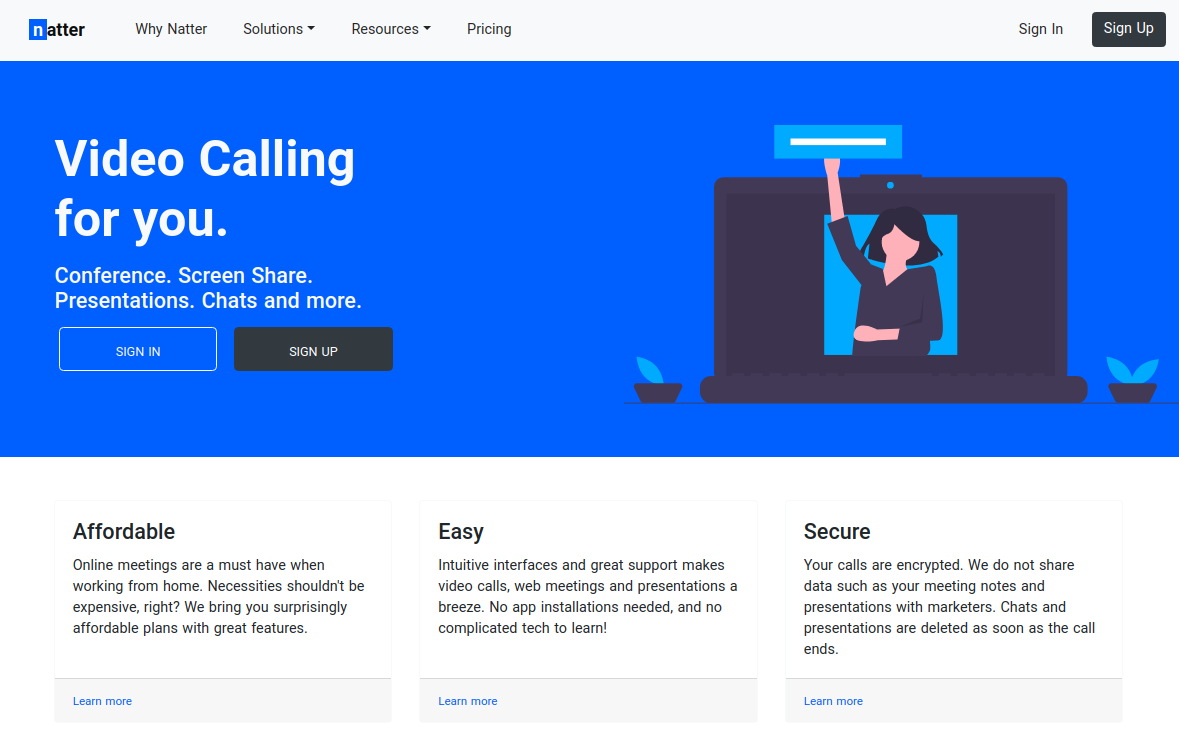 natter Why Natter Solutions Resources Pricing Sign In Sign Up
Video Calling
for you.
Conference. Screen Share.
Presentations. Chats and more.
SIGN IN SIGN UP
Affordable
Online meetings are a must have when
working from home. Necessities shouldn't be
expensive, right? We bring you surprisingly
affordable plans with great features.
Learn more
Easy
Intuitive interfaces and great support makes
video calls, web meetings and presentations a
breeze. No app installations needed, and no
complicated tech to learn!
Learn more
Secure
Your calls are encrypted. We do not share
data such as your meeting notes and
presentations with marketers. Chats and
presentations are deleted as soon as the call
ends.
Learn more